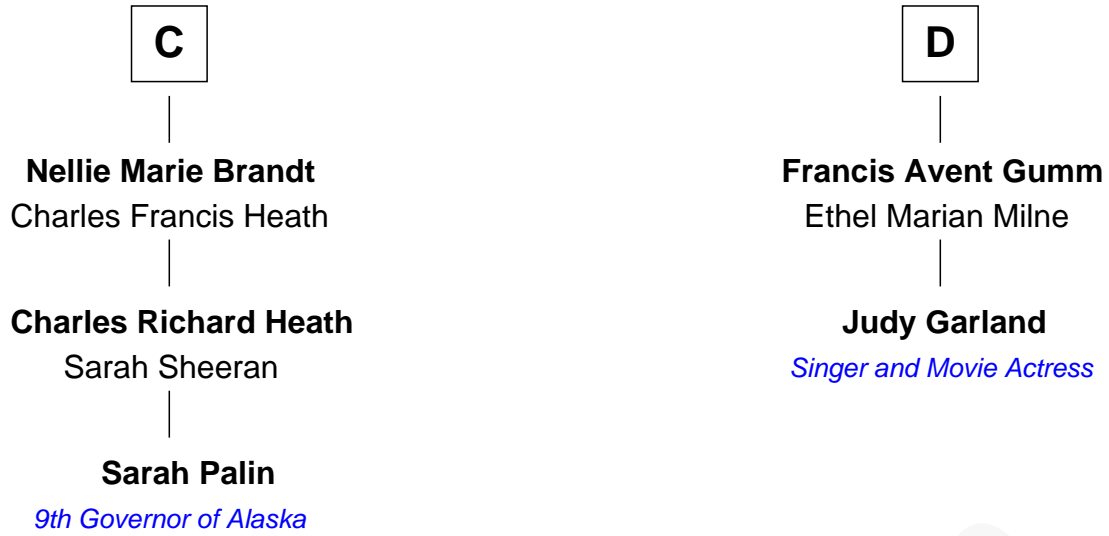 C
Nellie Marie Brandt
Charles Francis Heath
Charles Richard Heath
Sarah Sheeran
Sarah Palin
9th Governor of Alaska
D
Francis Avent Gumm
Ethel Marian Milne
Judy Garland
Singer and Movie Actress